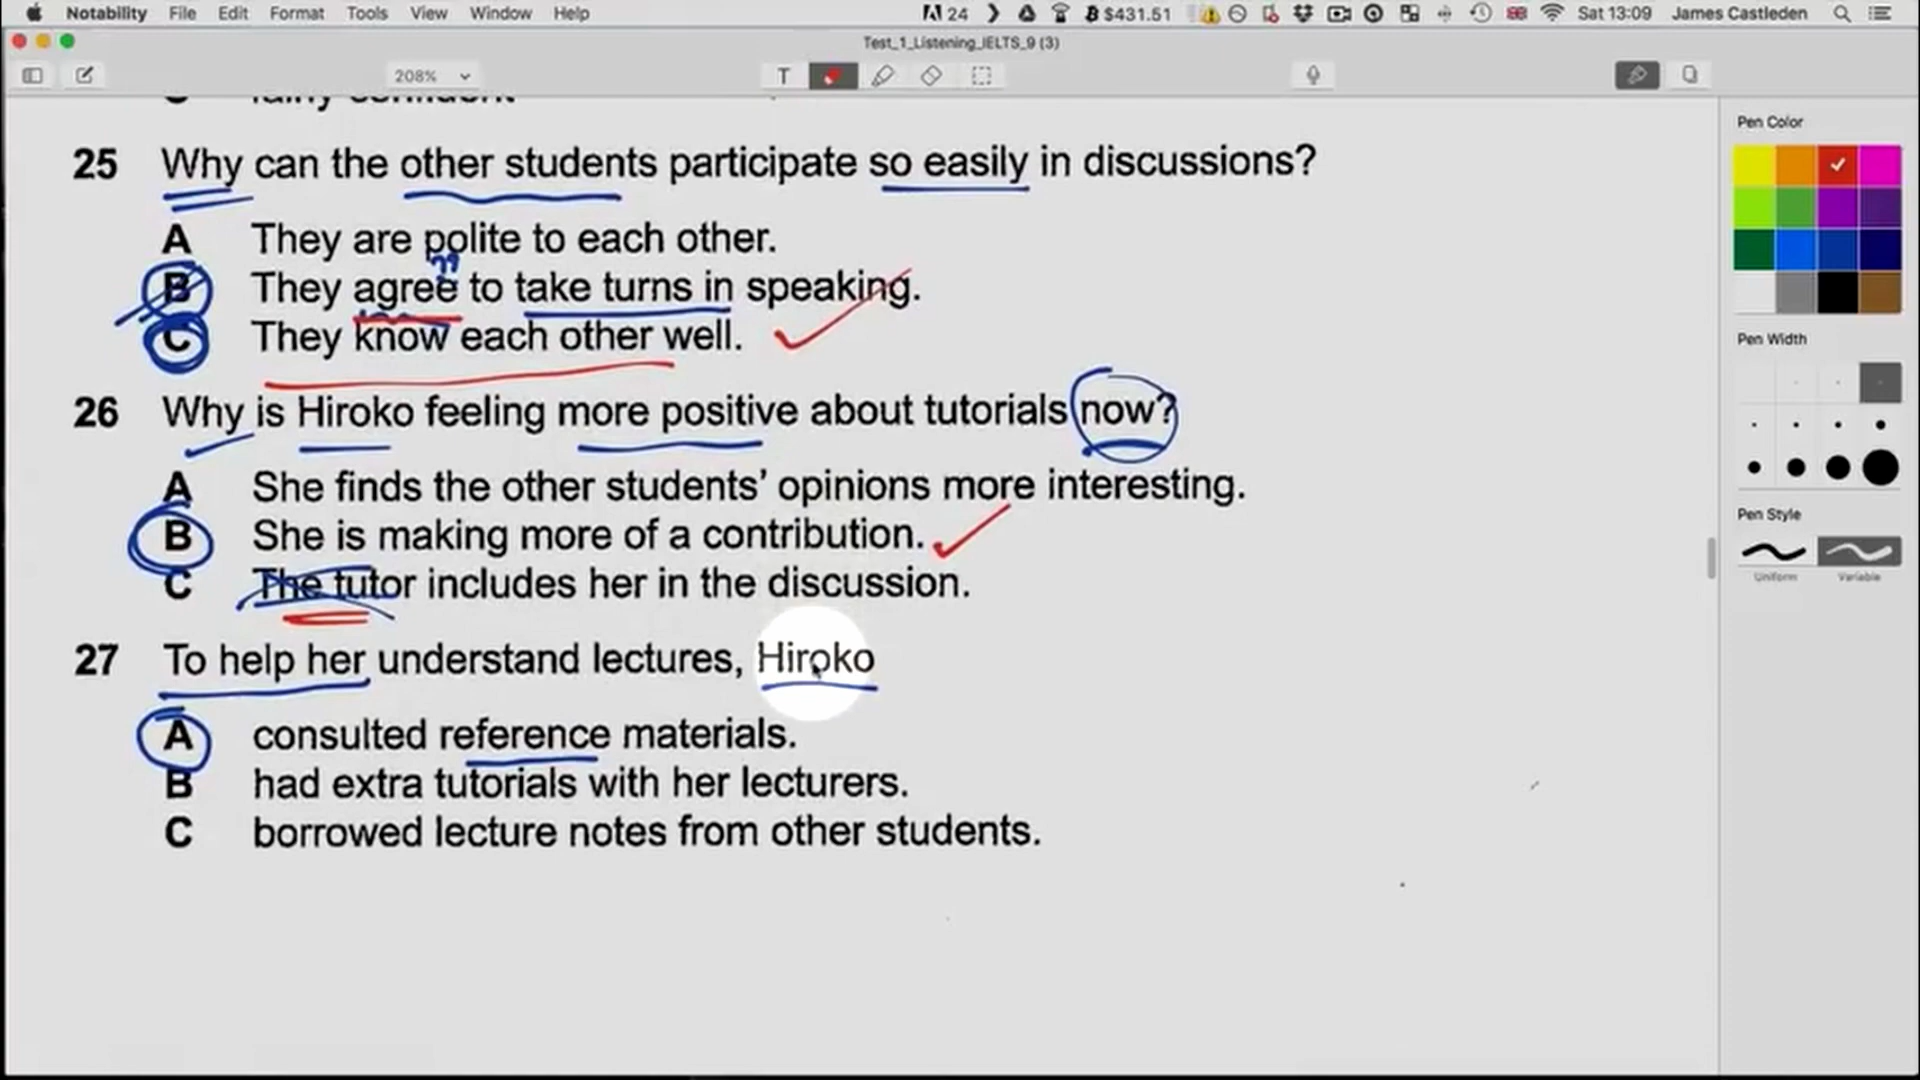 Notability File Edit Format Tools View Window Help 24 $431.51 Sat 13:09 James Castleden
Test_1_Listening_IELTS_9 (3)
208% T
fairly confident
Pen Color
25 Why can the other students participate so easily in discussions?
A They are polite to each other.
B They agree to take turns in speaking.
C They know each other well.
Pen Width
26 Why is Hiroko feeling more positive about tutorials now?
A She finds the other students' opinions more interesting.
B She is making more of a contribution.
C The tutor includes her in the discussion.
Pen Style
Uniform Variable
27 To help her understand lectures, Hiroko
A consulted reference materials.
B had extra tutorials with her lecturers.
C borrowed lecture notes from other students.